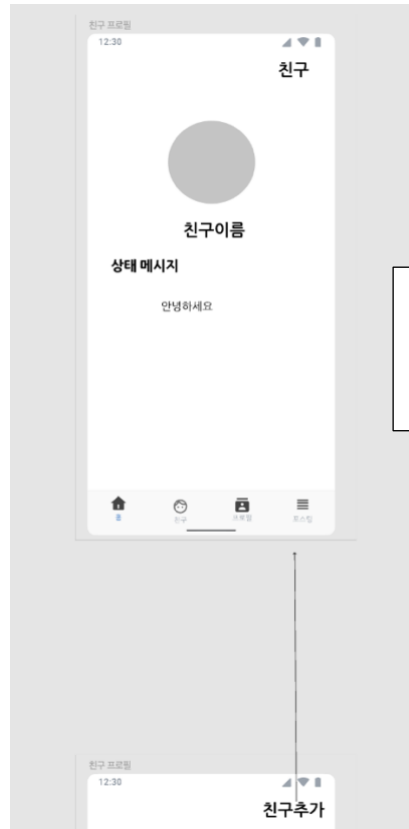 친구 프로필
12:30
친구
친구이름
상태 메시지
안녕하세요
홈
친구
프로필
포스팅
친구 프로필
12:30
친구추가